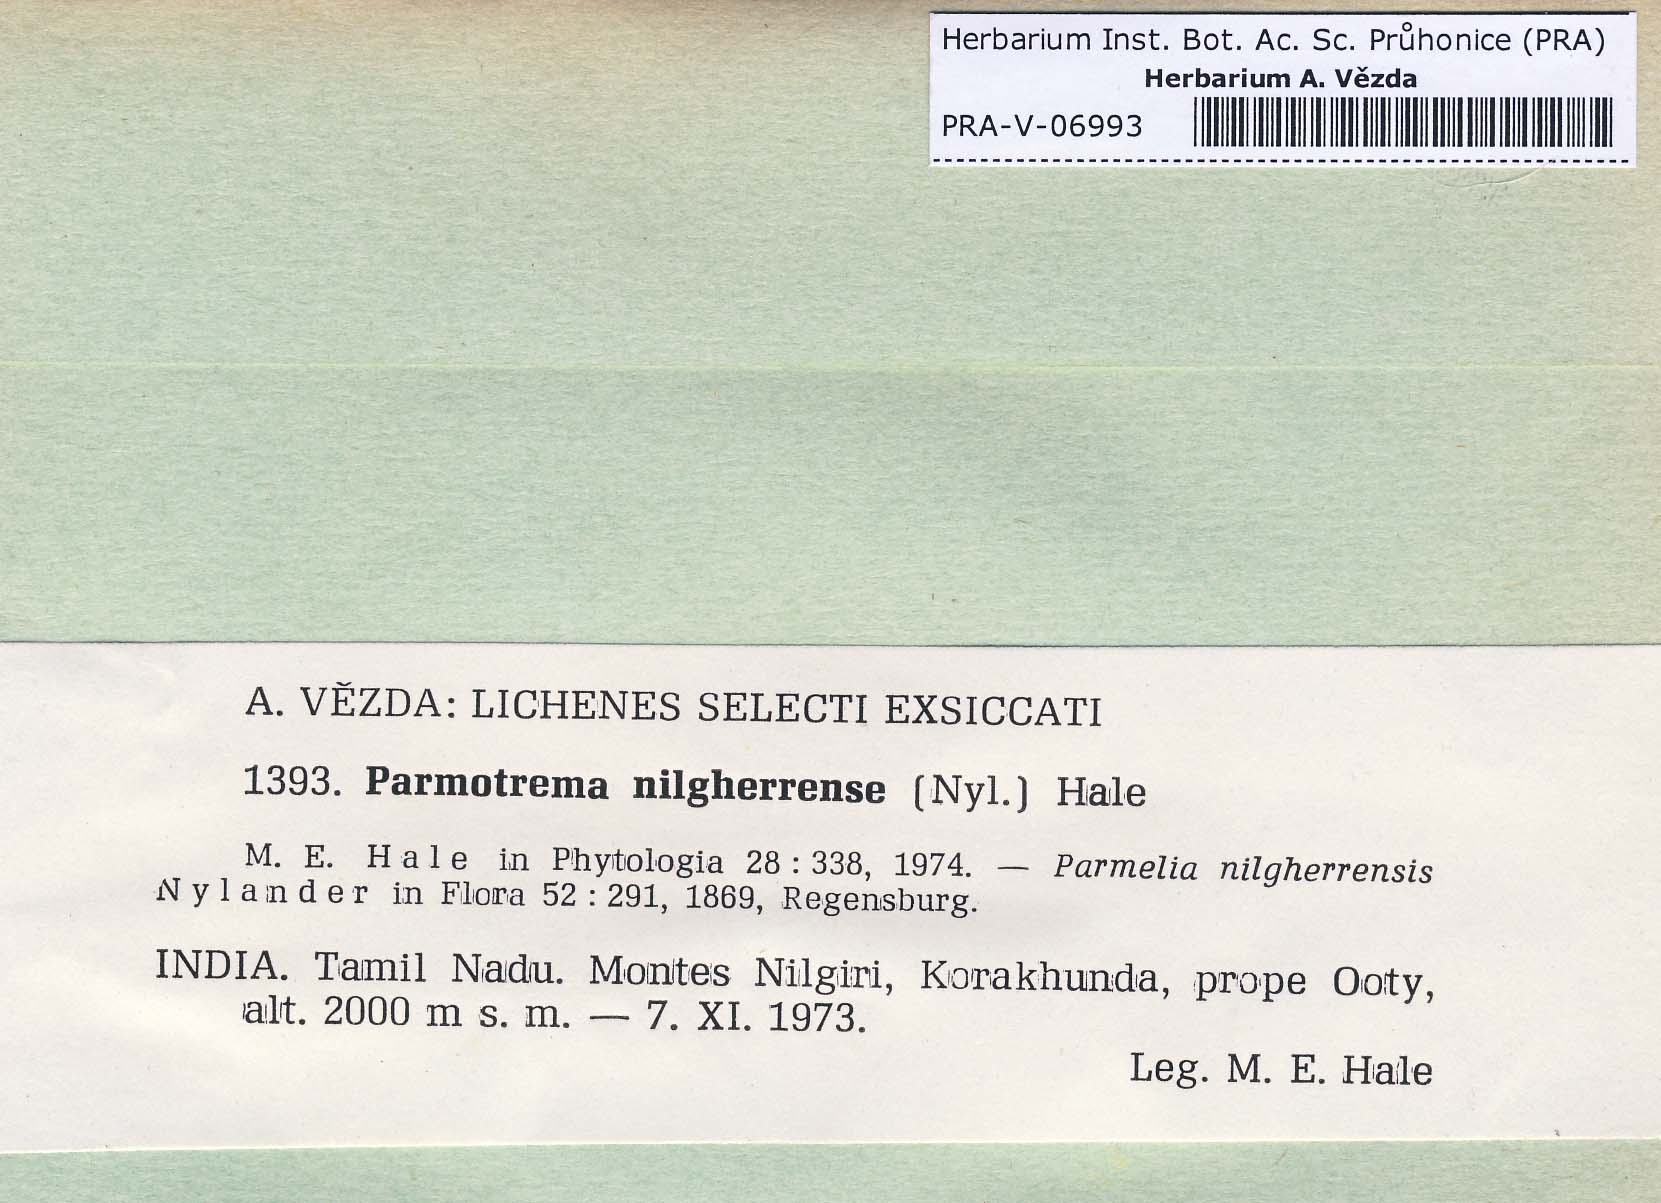 Herbarium Inst. Bot. Ac. Sc. Průhonice (PRA)
Herbarium A. Vězda
PRA-V-06993
A. VĚZDA: LICHENES SELECTI EXSICCATI
1393. Parmotrema nilgherrense (Nyl.) Hale
M. E. Hale in Phytologia 28 : 338, 1974. — Parmelia nilgherrensis
Nylander in Flora 52 : 291, 1869, Regensburg.
INDIA. Tamil Nadu. Montes Nilgiri, Korakhunda, prope Ooty,
alt. 2000 m s. m. — 7. XI. 1973.
Leg. M. E. Hale